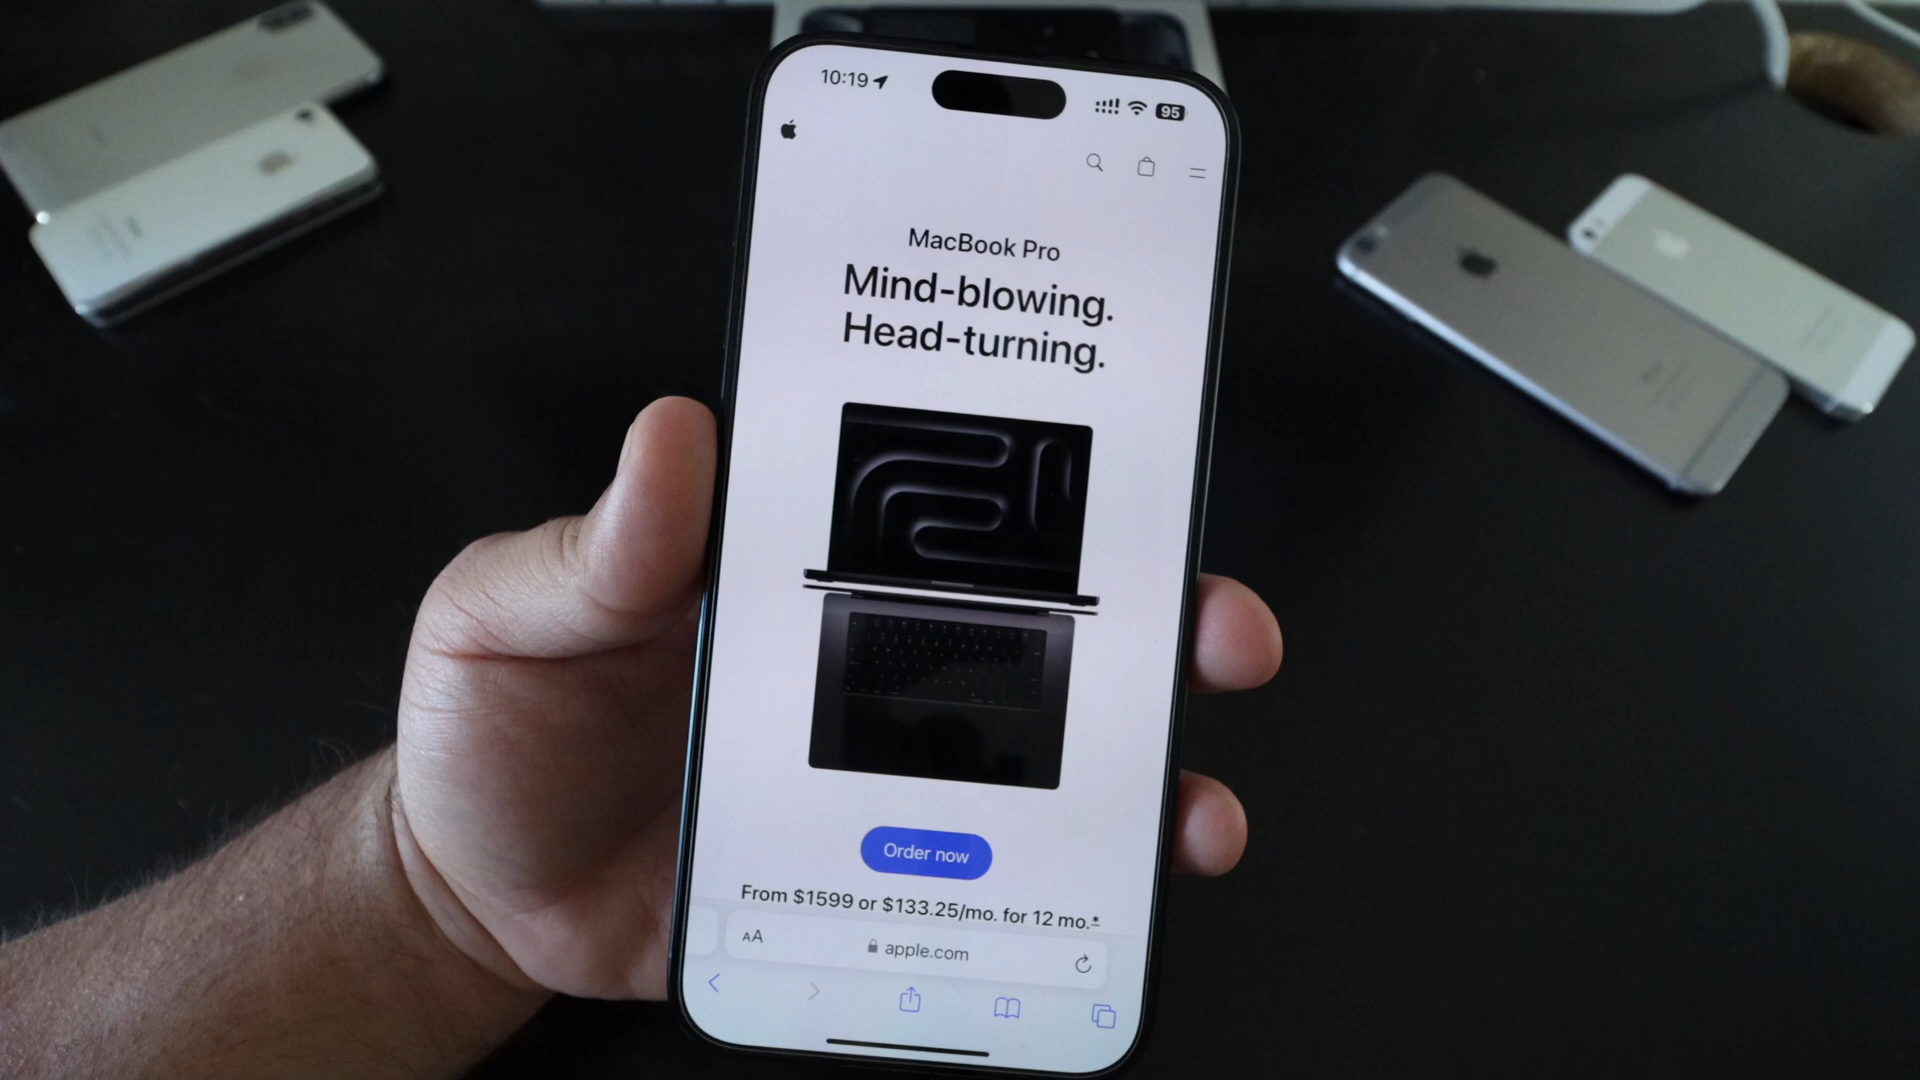 10:19
95
MacBook Pro
Mind-blowing.
Head-turning.
Order now
From $1599 or $133.25/mo. for 12 mo.*
AA
apple.com